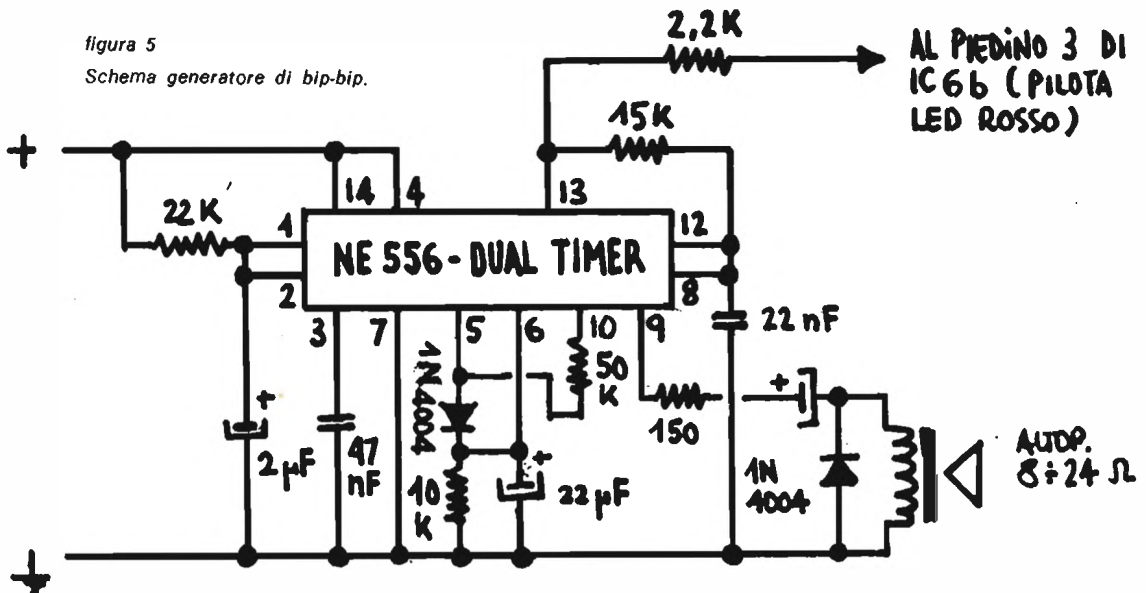 figura 5
Schema generatore di bip-bip.
2,2K
AL PIEDINO 3 DI
IC6b (PILOTA
LED ROSSO)
15K
+
14
4
13
22K
1
12
NE 556-DUAL TIMER
2
8
3
7
5
6
10
9
22 nF
1N4004
50
K
+
150
+
2µF
47
nF
10
K
+
22µF
1N
4004
ALTOP.
8÷24 Ω